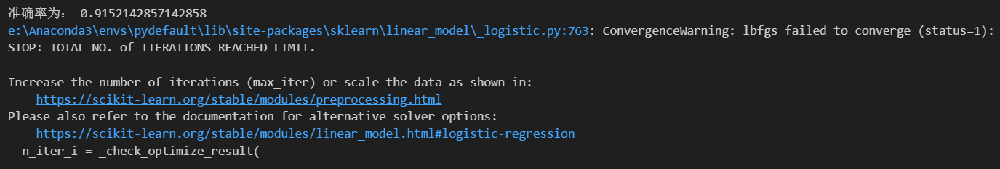 准确率为： 0.9152142857142858
e:\Anaconda3\envs\pydefault\lib\site-packages\sklearn\linear_model\_logistic.py:763: ConvergenceWarning: lbfgs failed to converge (status=1):
STOP: TOTAL NO. of ITERATIONS REACHED LIMIT.
Increase the number of iterations (max_iter) or scale the data as shown in:
https://scikit-learn.org/stable/modules/preprocessing.html
Please also refer to the documentation for alternative solver options:
https://scikit-learn.org/stable/modules/linear_model.html#logistic-regression
n_iter_i = _check_optimize_result(